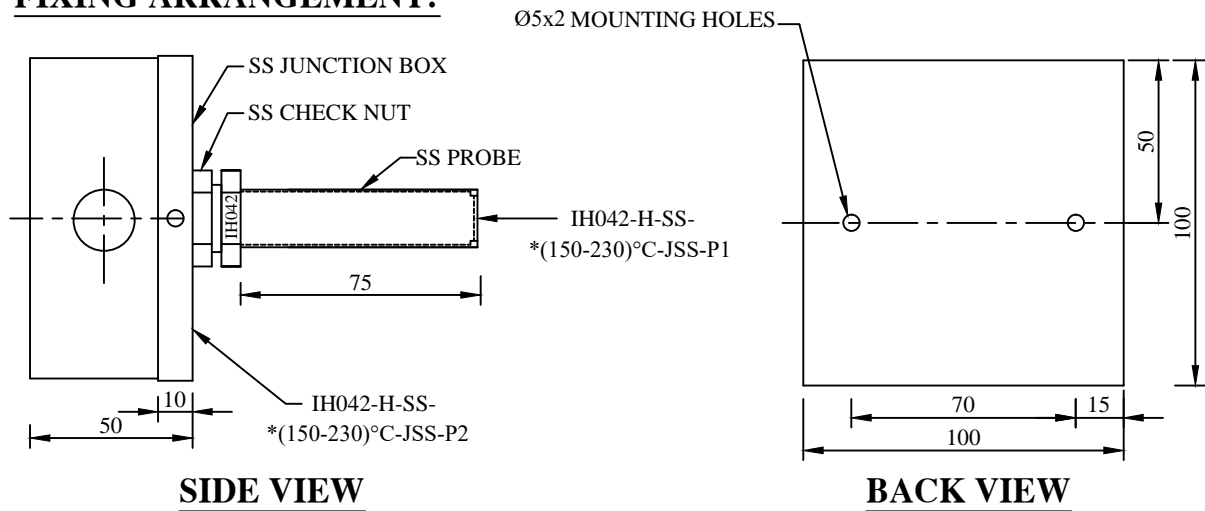 FIXING ARRANGEMENT:
Ø5x2 MOUNTING HOLES
SS JUNCTION BOX
SS CHECK NUT
SS PROBE
IH042
IH042-H-SS-
*(150-230)°C-JSS-P1
75
10
50
IH042-H-SS-
*(150-230)°C-JSS-P2
SIDE VIEW
50
100
70
15
100
BACK VIEW